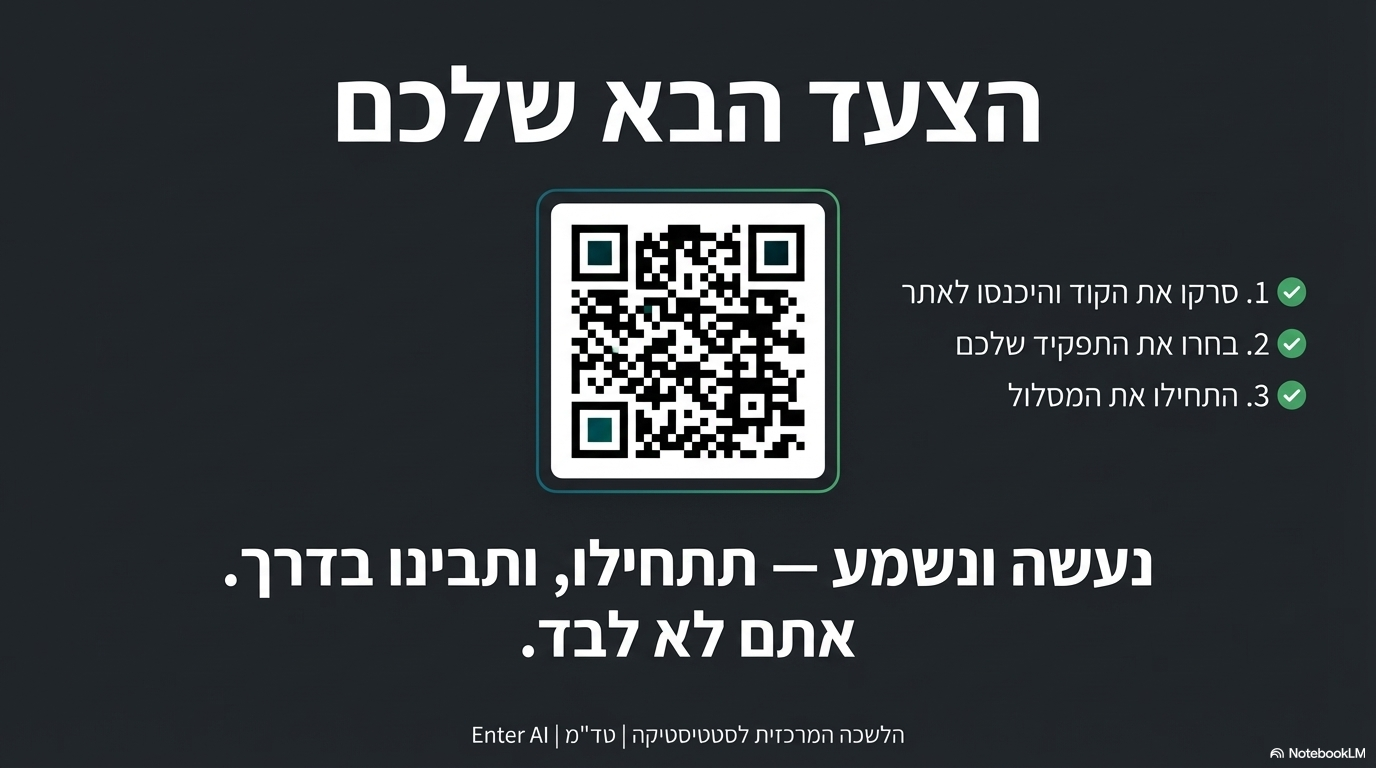 הצעד הבא שלכם
1. סרקו את הקוד והיכנסו לאתר
2. בחרו את התפקיד שלכם
3. התחילו את המסלול
נעשה ונשמע — תתחילו, ותבינו בדרך.
אתם לא לבד.
הלשכה המרכזית לסטטיסטיקה | טד"מ | Enter AI
NotebookLM